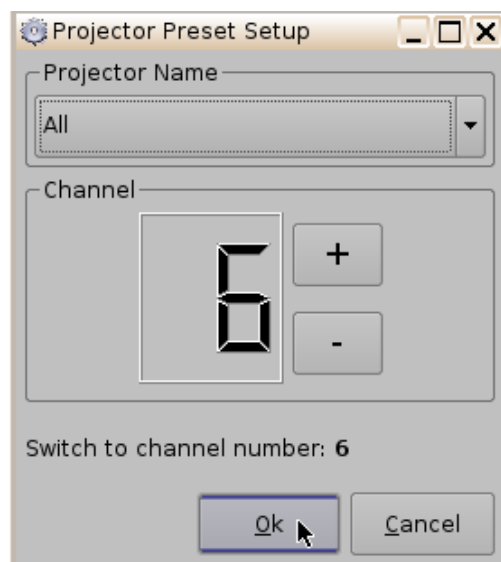 Projector Preset Setup
Projector Name
All
Channel
6
+
-
Switch to channel number: 6
Ok
Cancel